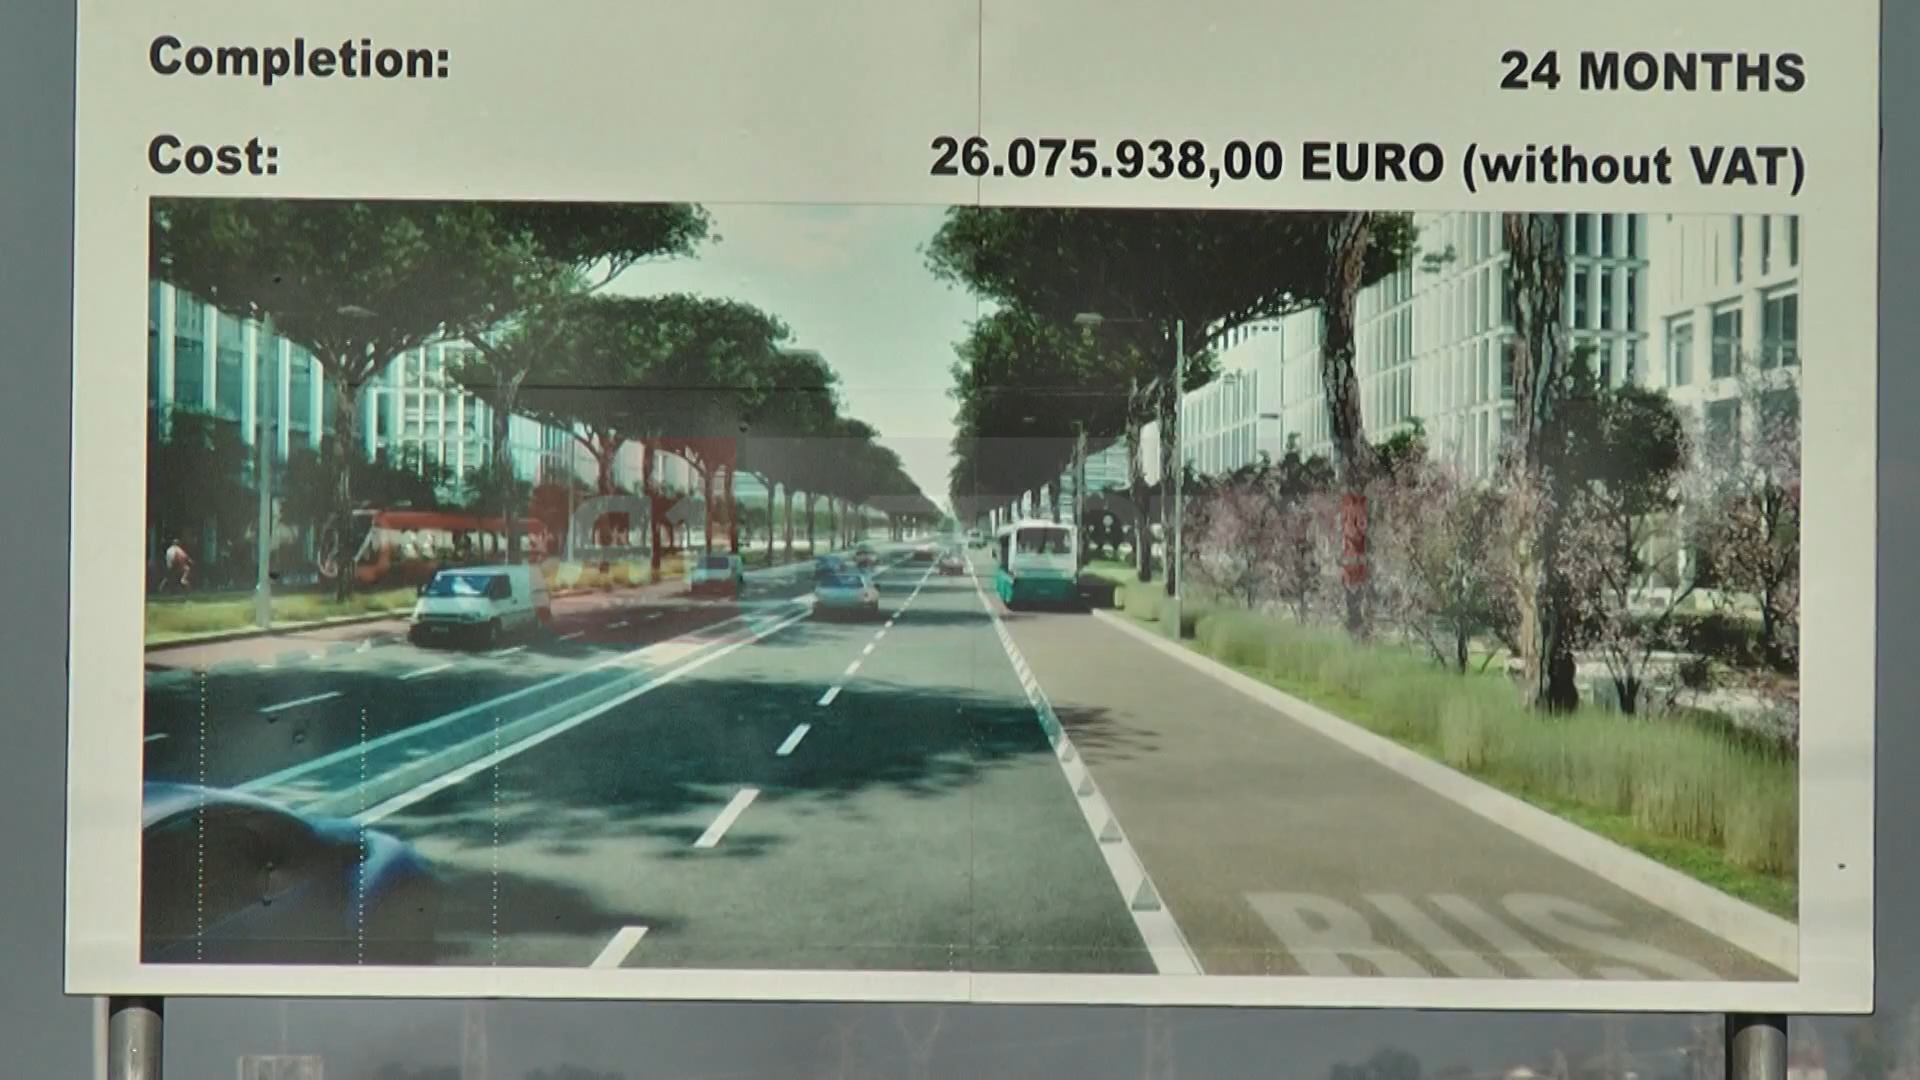 Completion: 24 MONTHS
Cost: 26.075.938,00 EURO (without VAT)
BUS